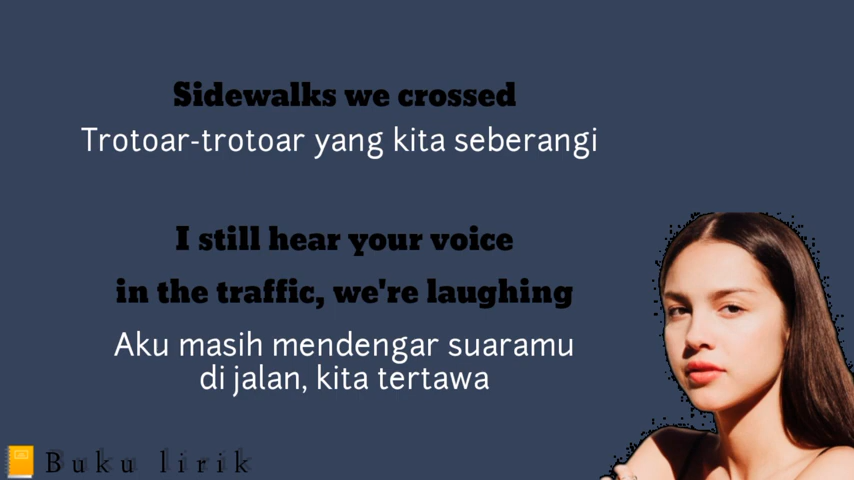 Sidewalks we crossed
Trotoar-trotoar yang kita seberangi
I still hear your voice
in the traffic, we're laughing
Aku masih mendengar suaramu
di jalan, kita tertawa
Buku lirik